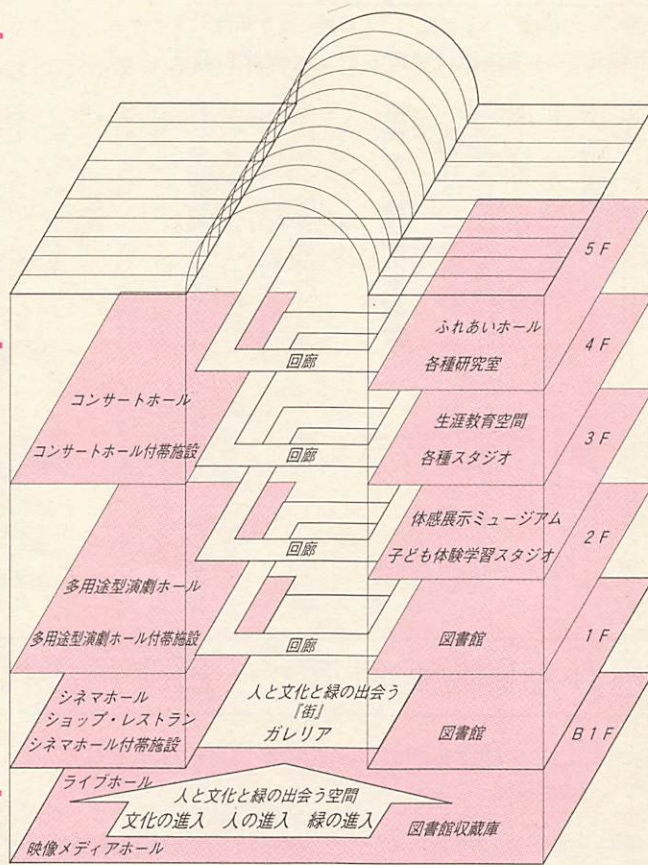 5F
ふれあいホール
各種研究室
4F
回廊
コンサートホール
コンサートホール付帯施設
生涯教育空間
各種スタジオ
3F
回廊
体感展示ミュージアム
子ども体験学習スタジオ
2F
回廊
多用途型演劇ホール
多用途型演劇ホール付帯施設
図書館
1F
回廊
シネマホール
ショップ・レストラン
シネマホール付帯施設
人と文化と緑の出会う
『街』
ガレリア
図書館
B1F
ライブホール
人と文化と緑の出会う空間
文化の進入 人の進入 緑の進入
図書館収蔵庫
映像メディアホール